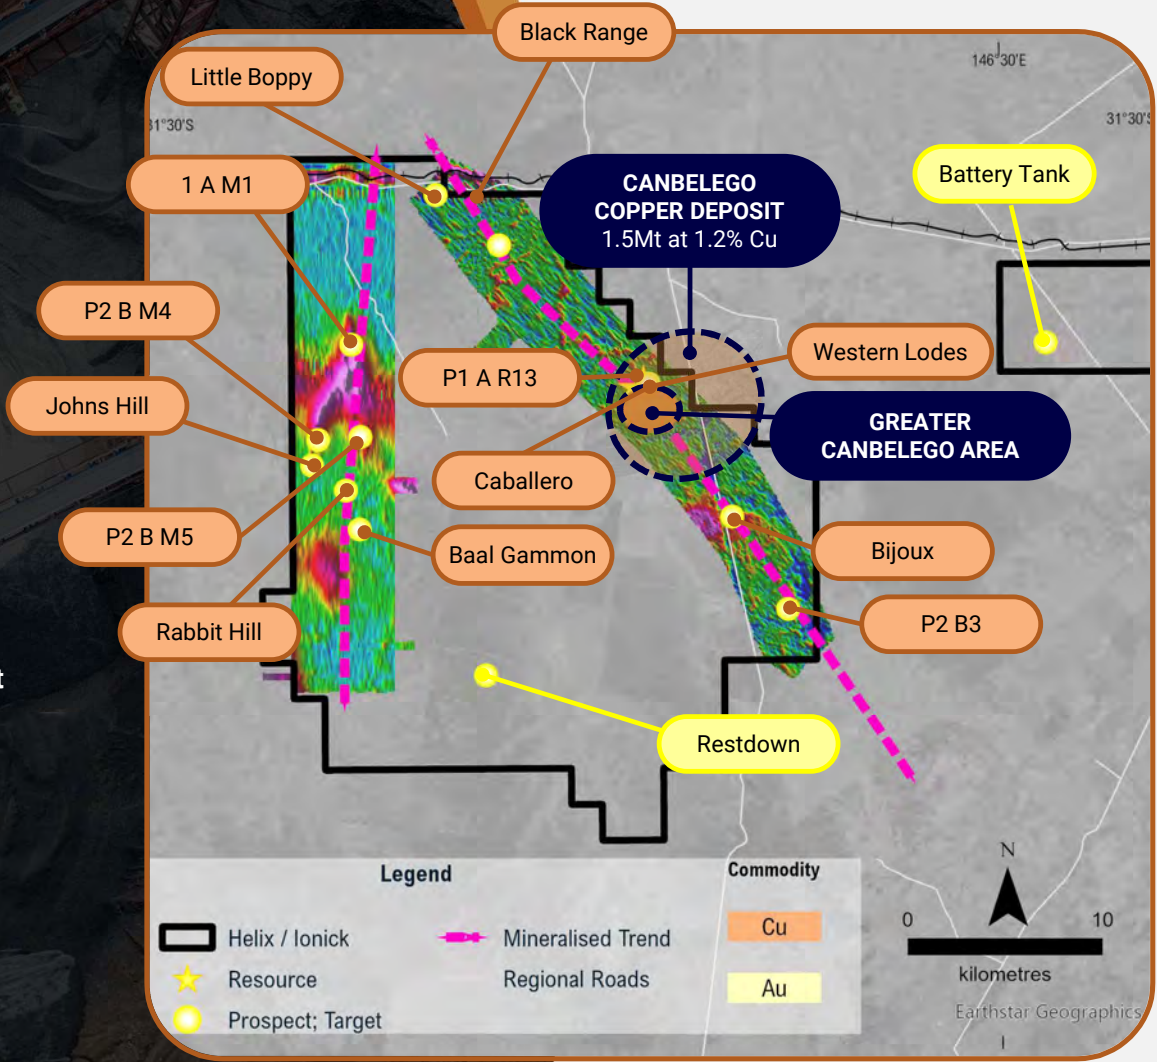 Black Range
Little Boppy
146°30'E
31°30'S
31°30'S
1 A M1
CANBELEGO
COPPER DEPOSIT
1.5Mt at 1.2% Cu
Battery Tank
P2 B M4
P1 A R13
Western Lodes
Johns Hill
GREATER
CANBELEGO AREA
Caballero
P2 B M5
Baal Gammon
Bijoux
Rabbit Hill
P2 B3
t
Restdown
Legend
Commodity
Helix / Ionick
Mineralised Trend
Cu
Resource
Regional Roads
Au
Prospect; Target
N
0
10
kilometres
Earthstar Geographics